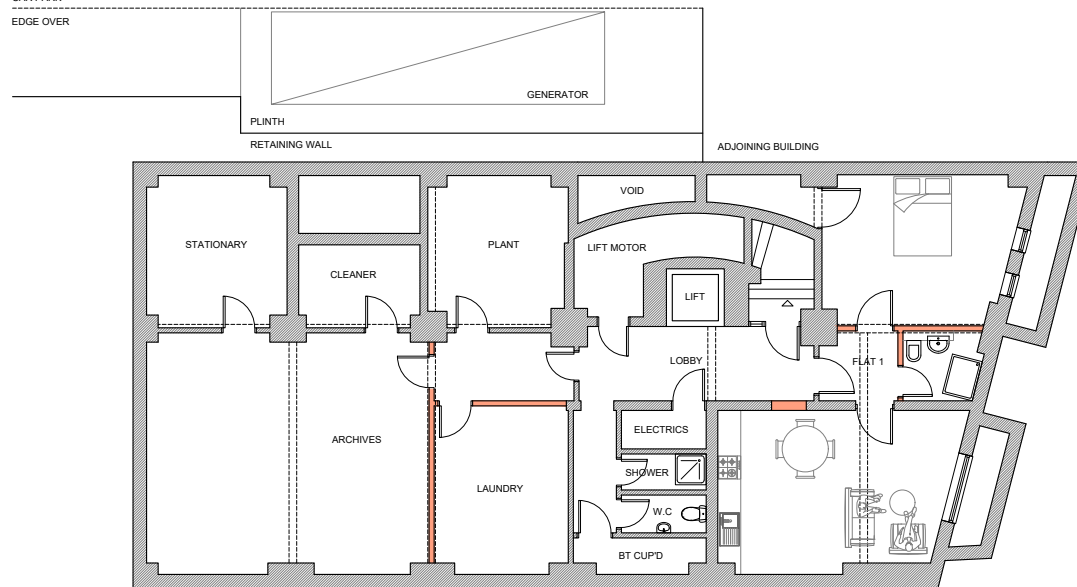 EDGE OVER
GENERATOR
PLINTH
RETAINING WALL
ADJOINING BUILDING
VOID
STATIONARY
PLANT
LIFT MOTOR
CLEANER
LIFT
LOBBY
FLAT 1
ELECTRICS
ARCHIVES
SHOWER
LAUNDRY
W.C
BT CUP'D